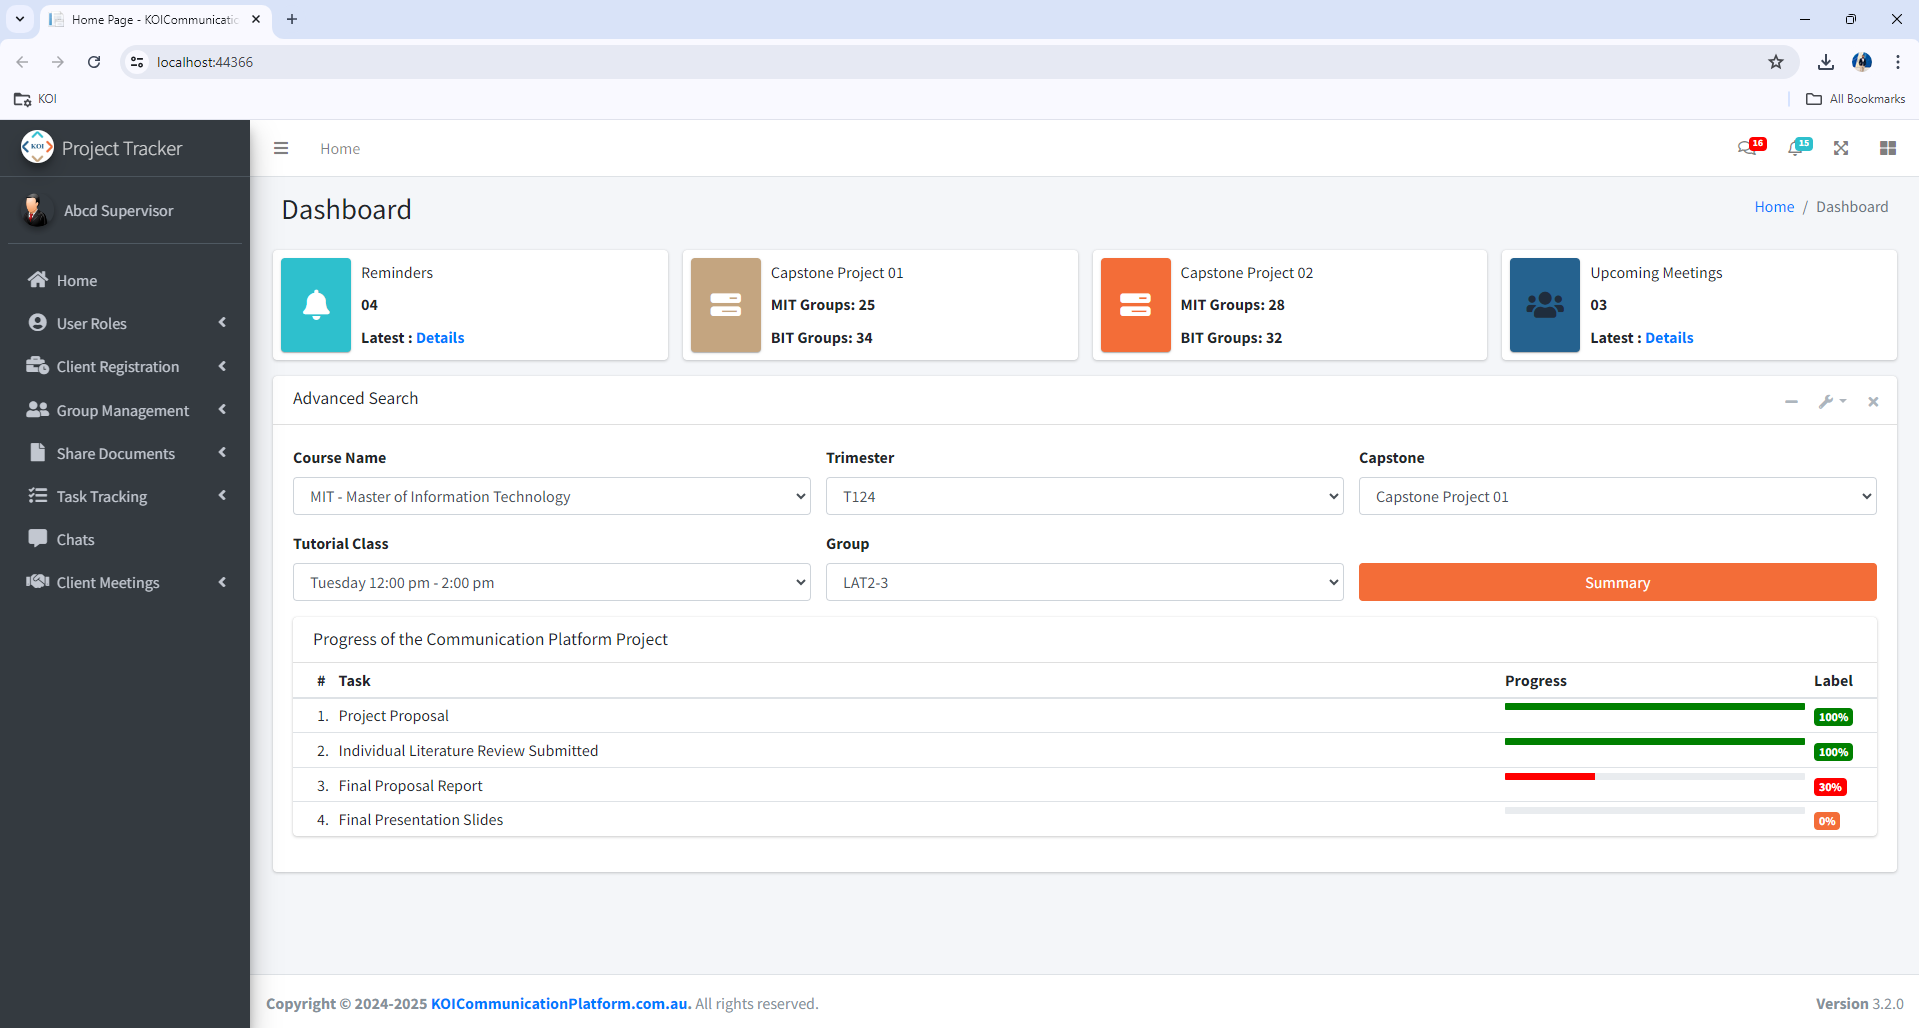 Home Page - KOICommunicatio
localhost:44366
KOI
All Bookmarks
KOI Project Tracker
Home
16
15
Abcd Supervisor
Dashboard
Home / Dashboard
Home
User Roles
Client Registration
Group Management
Share Documents
Task Tracking
Chats
Client Meetings
Reminders
04
Latest : Details
Capstone Project 01
MIT Groups: 25
BIT Groups: 34
Capstone Project 02
MIT Groups: 28
BIT Groups: 32
Upcoming Meetings
03
Latest : Details
Advanced Search
Course Name
MIT - Master of Information Technology
Trimester
T124
Capstone
Capstone Project 01
Tutorial Class
Tuesday 12:00 pm - 2:00 pm
Group
LAT2-3
Summary
Progress of the Communication Platform Project
# Task Progress Label
1. Project Proposal 100%
2. Individual Literature Review Submitted 100%
3. Final Proposal Report 30%
4. Final Presentation Slides 0%
Copyright © 2024-2025 KOICommunicationPlatform.com.au. All rights reserved.
Version 3.2.0